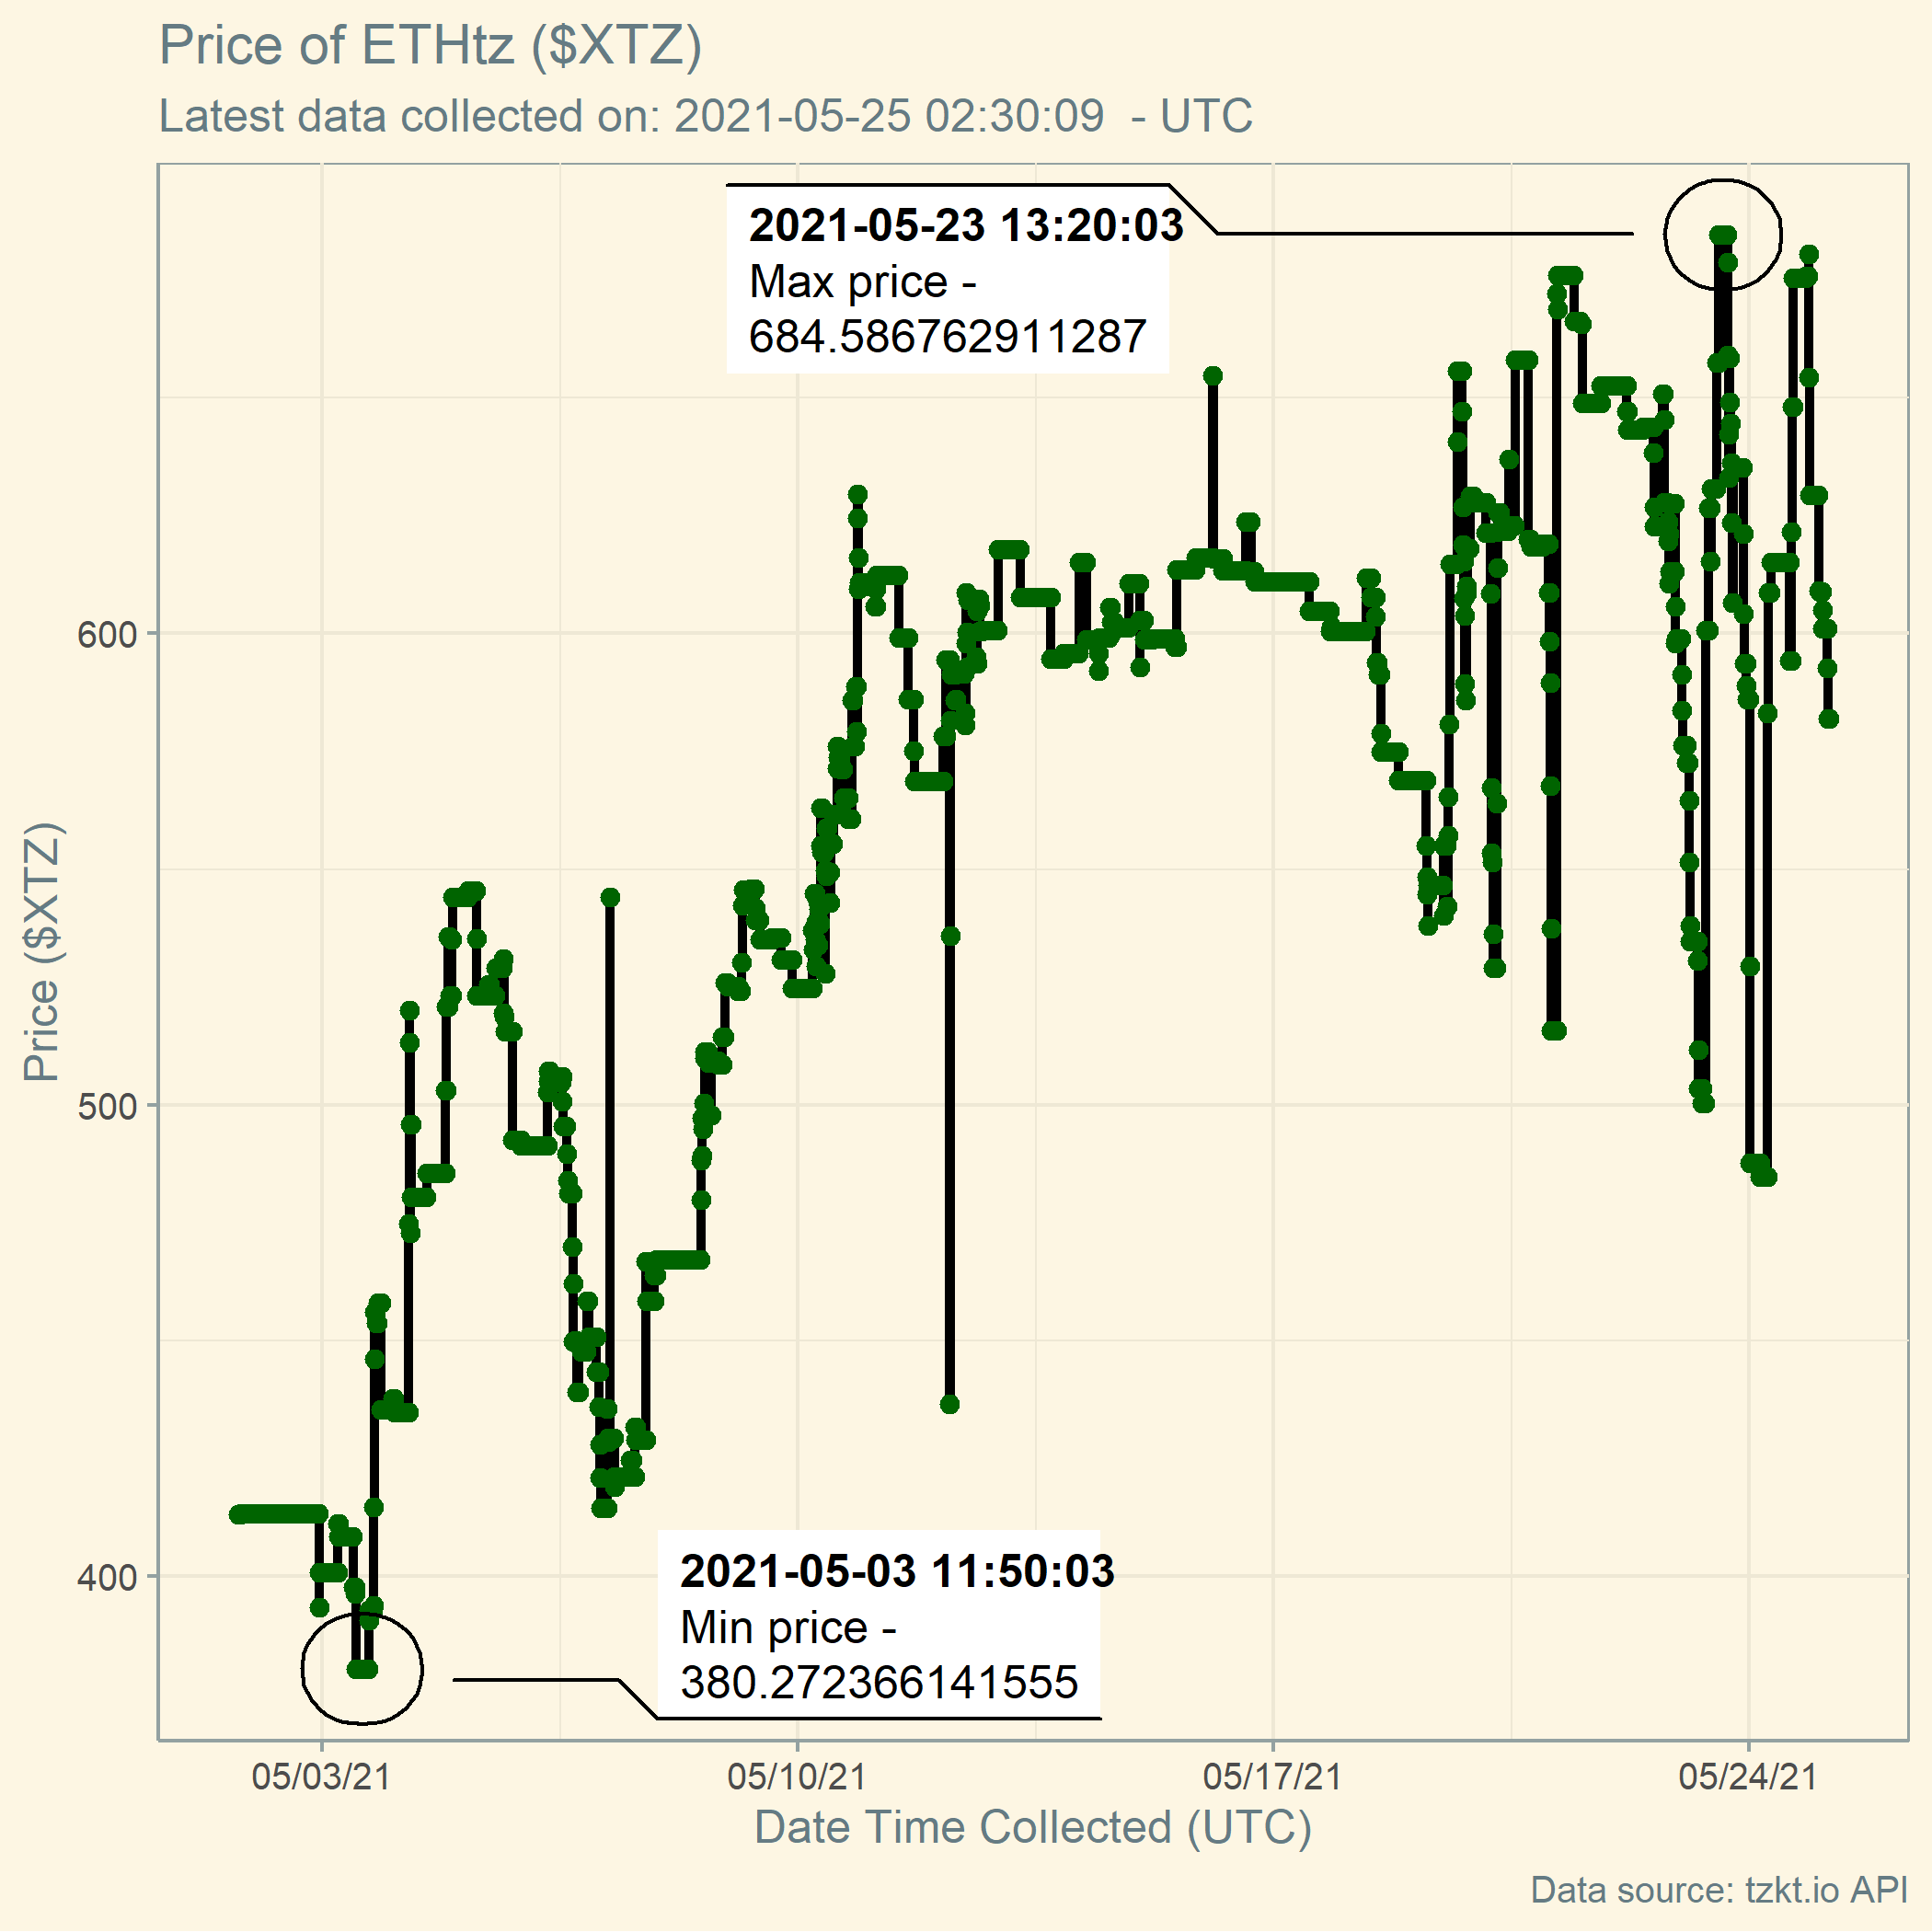 Price of ETHtz ($XTZ)
Latest data collected on: 2021-05-25 02:30:09  - UTC
2021-05-23 13:20:03
Max price -
684.586762911287
600
500
400
Price ($XTZ)
2021-05-03 11:50:03
Min price -
380.272366141555
05/03/21
05/10/21
05/17/21
05/24/21
Date Time Collected (UTC)
Data source: tzkt.io API